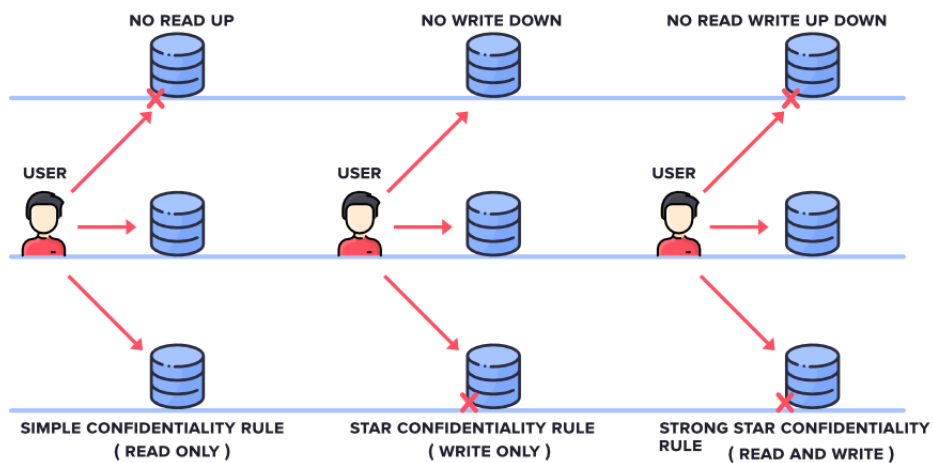 NO READ UP
NO WRITE DOWN
NO READ WRITE UP DOWN
USER
USER
USER
SIMPLE CONFIDENTIALITY RULE
( READ ONLY )
STAR CONFIDENTIALITY RULE
( WRITE ONLY )
STRONG STAR CONFIDENTIALITY
RULE
( READ AND WRITE )